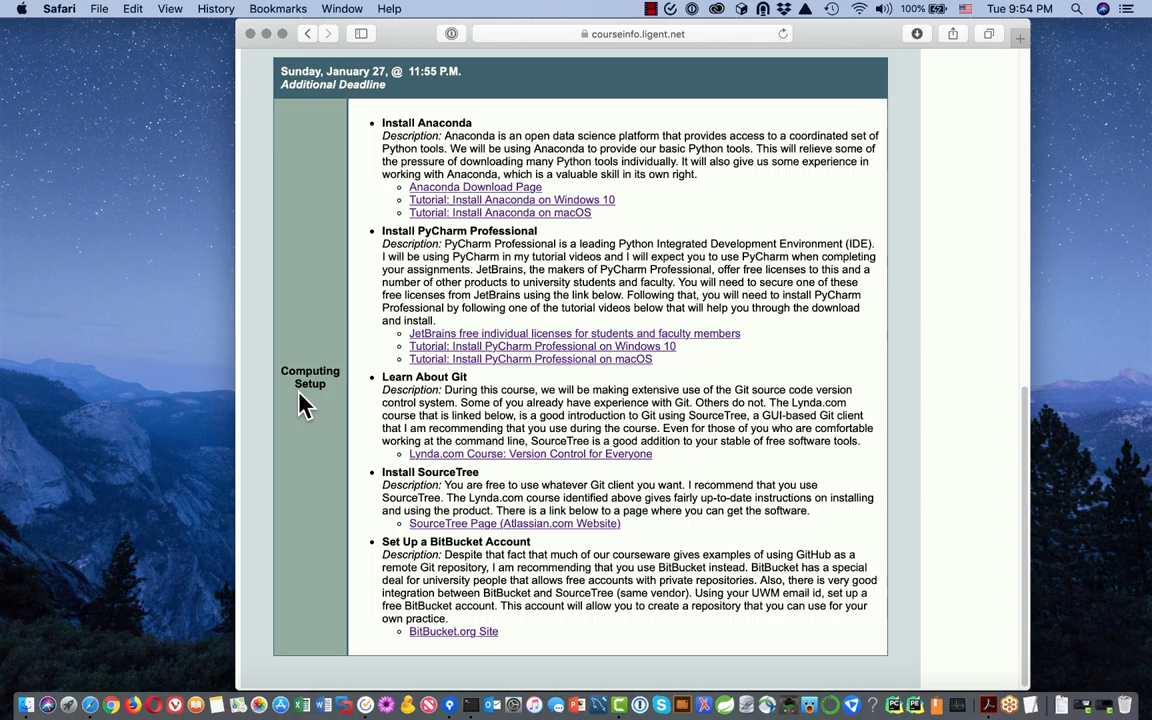 Safari File Edit View History Bookmarks Window Help 100% Tue 9:54 PM
courseinfo.ligent.net
Sunday, January 27, @ 11:55 P.M.
Additional Deadline
Computing
Setup
• Install Anaconda
Description: Anaconda is an open data science platform that provides access to a coordinated set of
Python tools. We will be using Anaconda to provide our basic Python tools. This will relieve some of
the pressure of downloading many Python tools individually. It will also give us some experience in
working with Anaconda, which is a valuable skill in its own right.
Anaconda Download Page
Tutorial: Install Anaconda on Windows 10
Tutorial: Install Anaconda on macOS
• Install PyCharm Professional
Description: PyCharm Professional is a leading Python Integrated Development Environment (IDE).
I will be using PyCharm in my tutorial videos and I will expect you to use PyCharm when completing
your assignments. JetBrains, the makers of PyCharm Professional, offer free licenses to this and a
number of other products to university students and faculty. You will need to secure one of these
free licenses from JetBrains using the link below. Following that, you will need to install PyCharm
Professional by following one of the tutorial videos below that will help you through the download
and install.
JetBrains free individual licenses for students and faculty members
Tutorial: Install PyCharm Professional on Windows 10
Tutorial: Install PyCharm Professional on macOS
• Learn About Git
Description: During this course, we will be making extensive use of the Git source code version
control system. Some of you already have experience with Git. Others do not. The Lynda.com
course that is linked below, is a good introduction to Git using SourceTree, a GUI-based Git client
that I am recommending that you use during the course. Even for those of you who are comfortable
working at the command line, SourceTree is a good addition to your stable of free software tools.
Lynda.com Course: Version Control for Everyone
• Install SourceTree
Description: You are free to use whatever Git client you want. I recommend that you use
SourceTree. The Lynda.com course identified above gives fairly up-to-date instructions on installing
and using the product. There is a link below to a page where you can get the software.
SourceTree Page (Atlassian.com Website)
• Set Up a BitBucket Account
Description: Despite that fact that much of our courseware gives examples of using GitHub as a
remote Git repository, I am recommending that you use BitBucket instead. BitBucket has a special
deal for university people that allows free accounts with private repositories. Also, there is very good
integration between BitBucket and SourceTree (same vendor). Using your UWM email id, set up a
free BitBucket account. This account will allow you to create a repository that you can use for your
own practice.
BitBucket.org Site